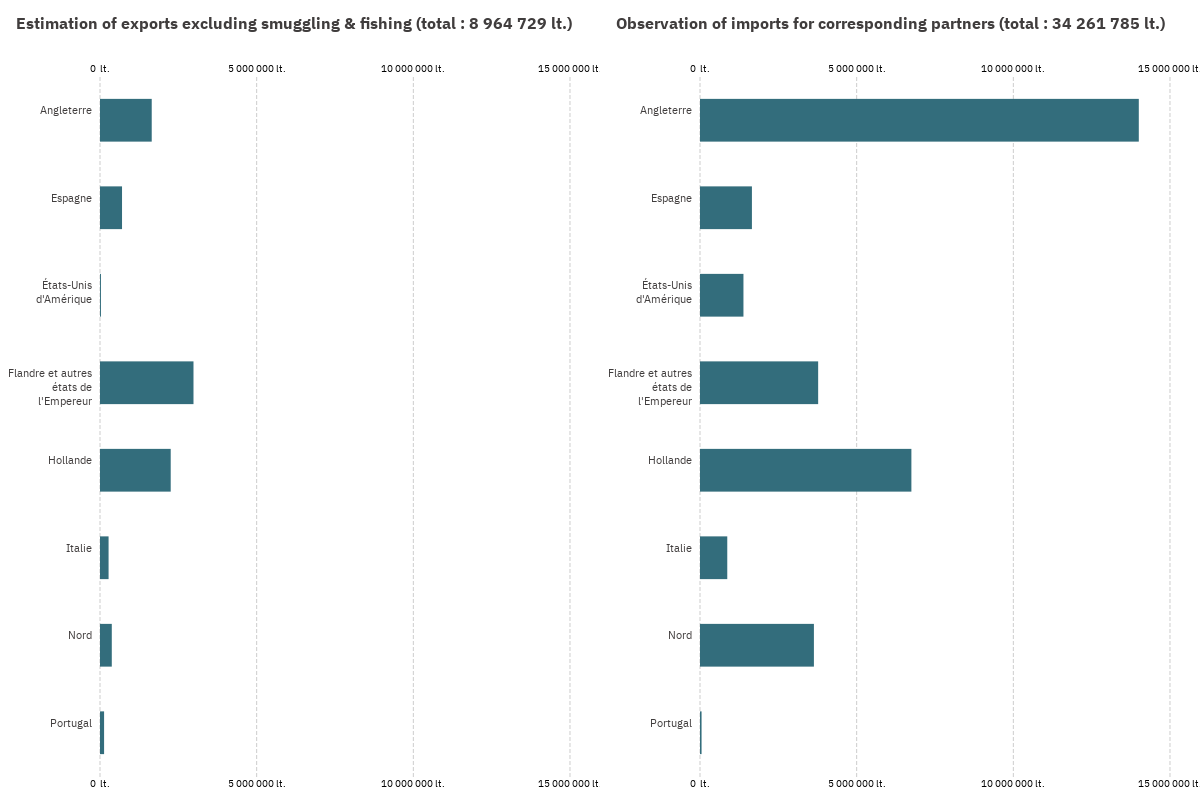 Estimation of exports excluding smuggling & fishing (total : 8 964 729 lt.)
0 lt.
5 000 000 lt.
10 000 000 lt.
15 000 000 lt
Angleterre
Espagne
États-Unis
d'Amérique
Flandre et autres
états de
l'Empereur
Hollande
Italie
Nord
Portugal
0 lt.
5 000 000 lt.
10 000 000 lt.
15 000 000 lt
Observation of imports for corresponding partners (total : 34 261 785 lt.)
0 lt.
5 000 000 lt.
10 000 000 lt.
15 000 000 lt
Angleterre
Espagne
États-Unis
d'Amérique
Flandre et autres
états de
l'Empereur
Hollande
Italie
Nord
Portugal
0 lt.
5 000 000 lt.
10 000 000 lt.
15 000 000 lt